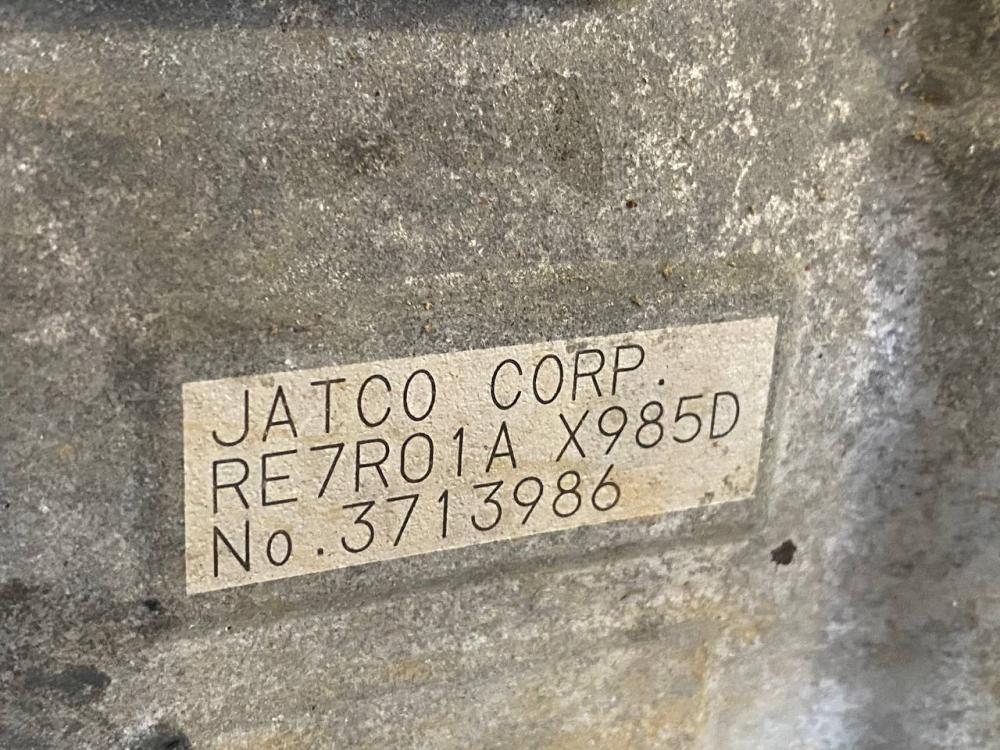 JATCO CORP.
RE7R01A X985D
No.3713986